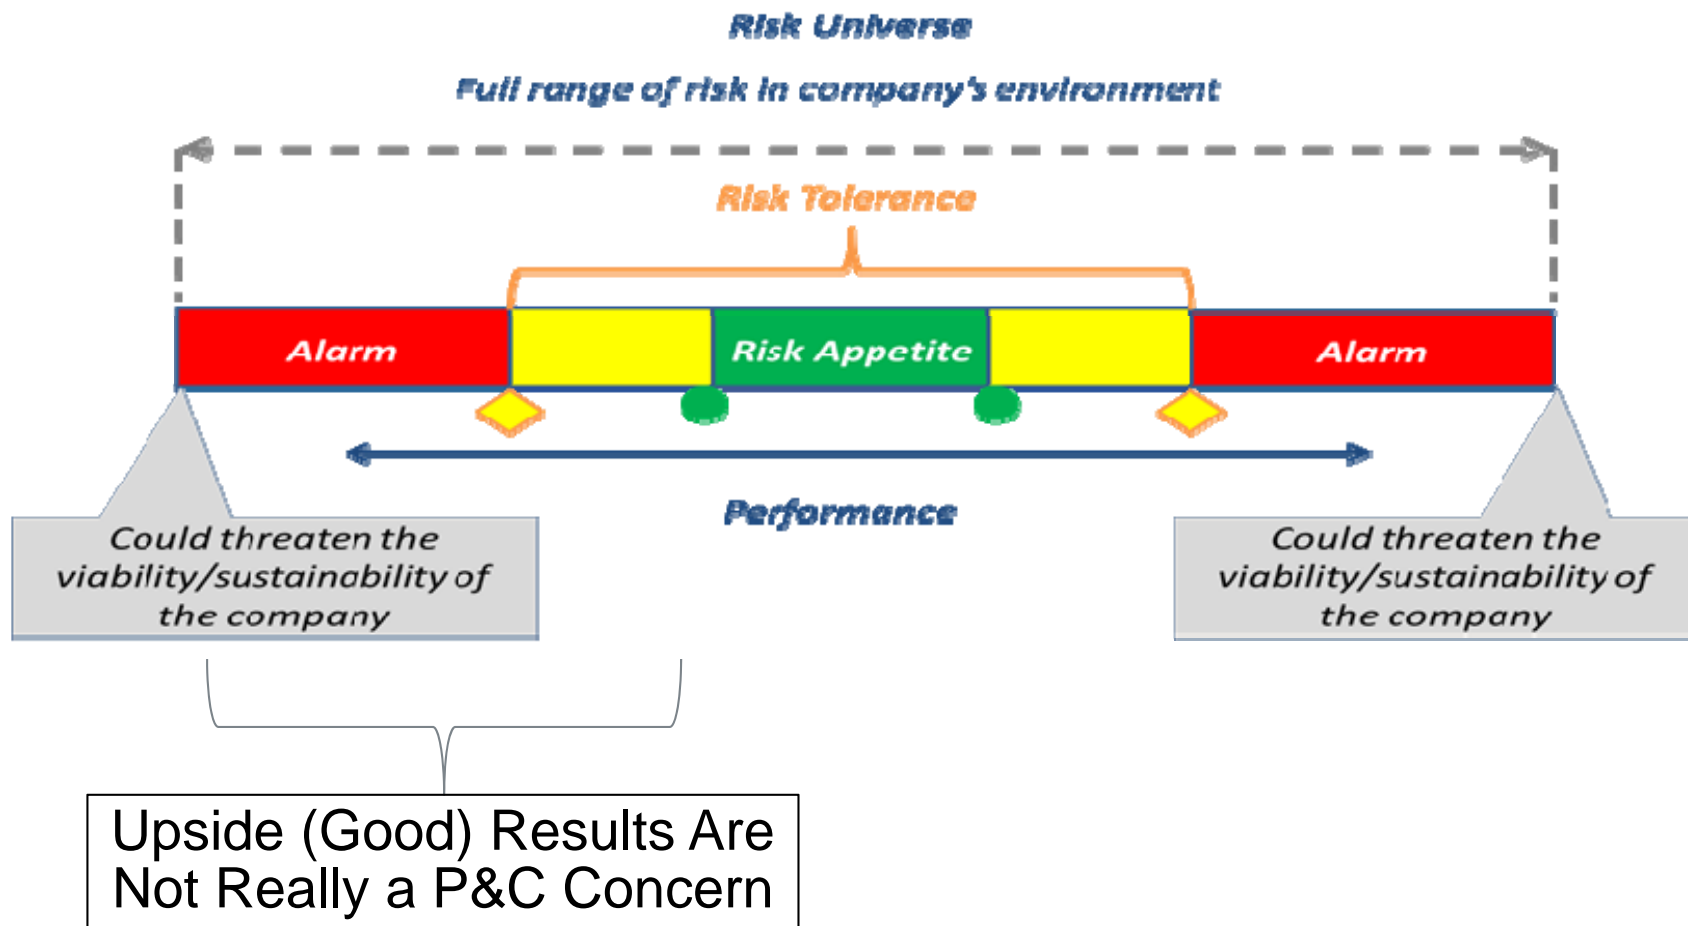 Risk Universe
Full range of risk in company's environment
Risk Tolerance
Alarm
Risk Appetite
Alarm
Performance
Could threaten the
viability/sustainability of
the company
Could threaten the
viability/sustainability of
the company
Upside (Good) Results Are
Not Really a P&C Concern